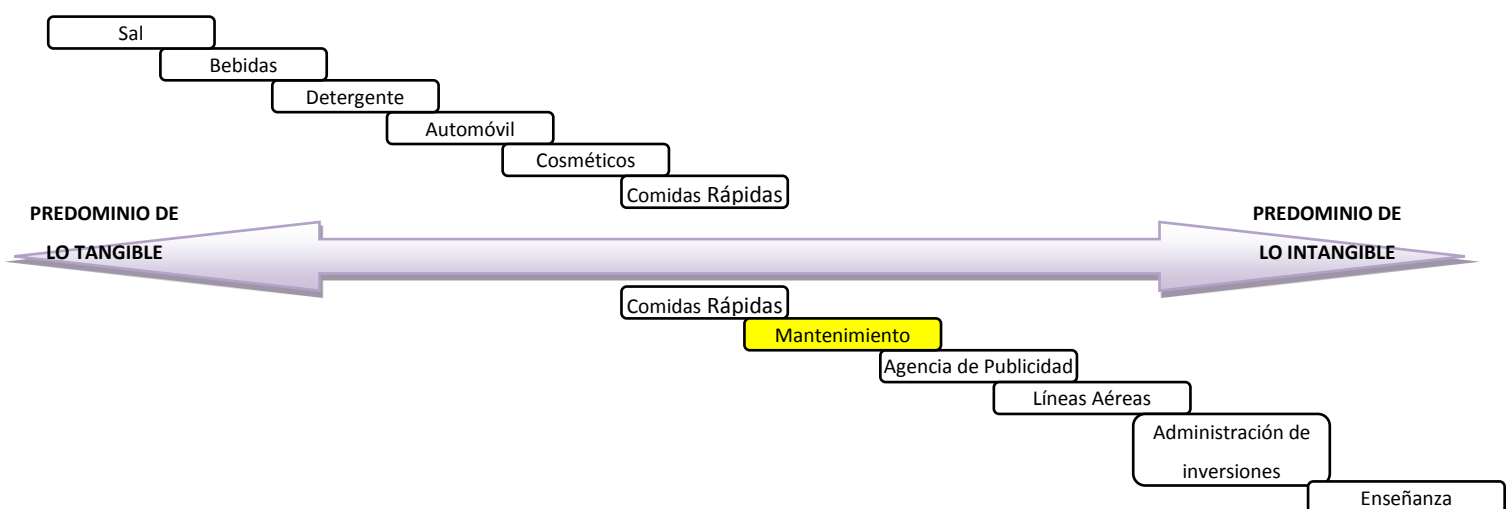 Sal
Bebidas
Detergente
Automóvil
Cosméticos
Comidas Rápidas
PREDOMINIO DE
LO TANGIBLE
PREDOMINIO DE
LO INTANGIBLE
Comidas Rápidas
Mantenimiento
Agencia de Publicidad
Líneas Aéreas
Administración de
inversiones
Enseñanza